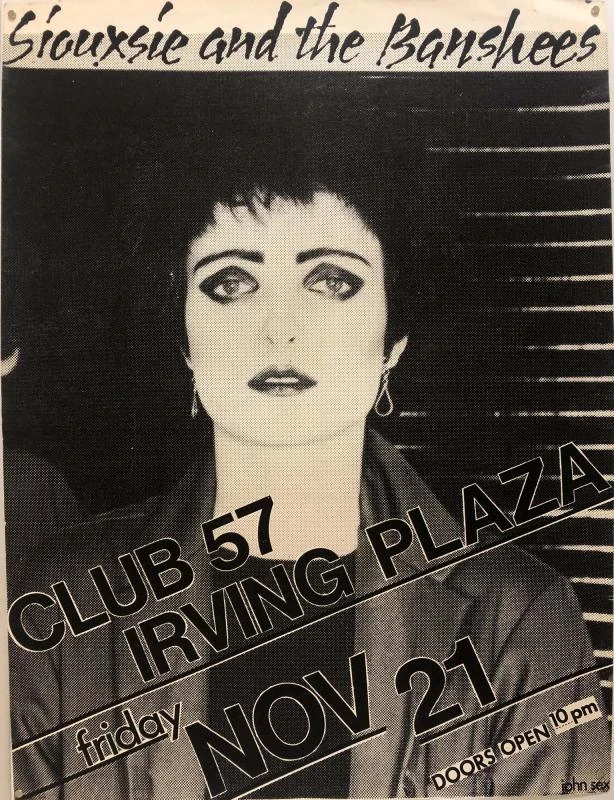 Siouxsie and the Banshees
CLUB 57
IRVING PLAZA
friday NOV 21
DOORS OPEN 10 pm
john sex